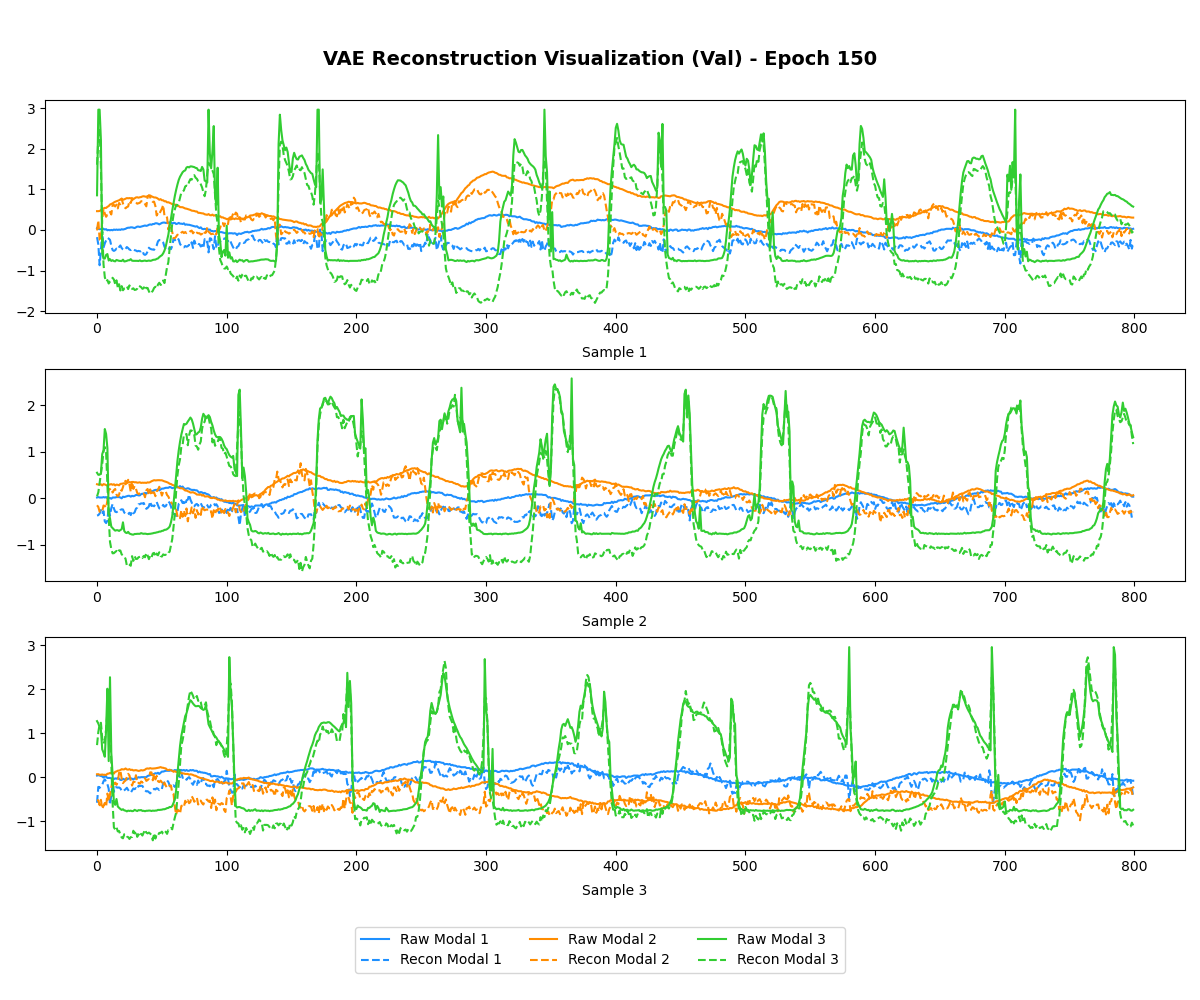 VAE Reconstruction Visualization (Val) - Epoch 150
3
2
1
0
−1
−2
0 100 200 300 400 500 600 700 800
Sample 1
2
1
0
−1
0 100 200 300 400 500 600 700 800
Sample 2
3
2
1
0
−1
0 100 200 300 400 500 600 700 800
Sample 3
Raw Modal 1 Raw Modal 2 Raw Modal 3
Recon Modal 1 Recon Modal 2 Recon Modal 3